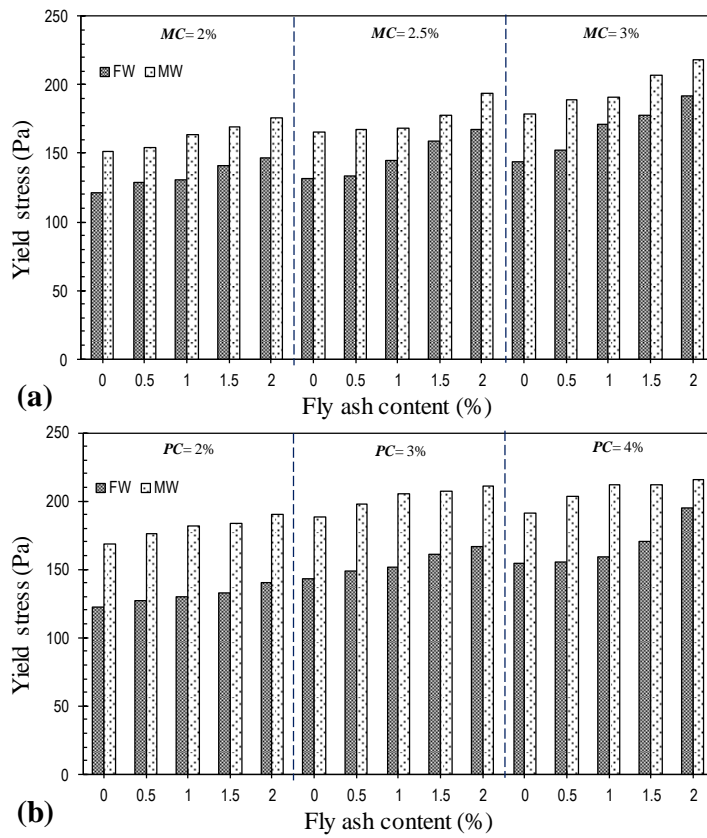 250
200
150
100
50
0
Yield stress (Pa)
MC= 2%
MC= 2.5%
MC= 3%
FW MW
0 0.5 1 1.5 2 0 0.5 1 1.5 2 0 0.5 1 1.5 2
Fly ash content (%)
(a)
250
200
150
100
50
0
Yield stress (Pa)
PC= 2%
PC= 3%
PC= 4%
FW MW
0 0.5 1 1.5 2 0 0.5 1 1.5 2 0 0.5 1 1.5 2
Fly ash content (%)
(b)